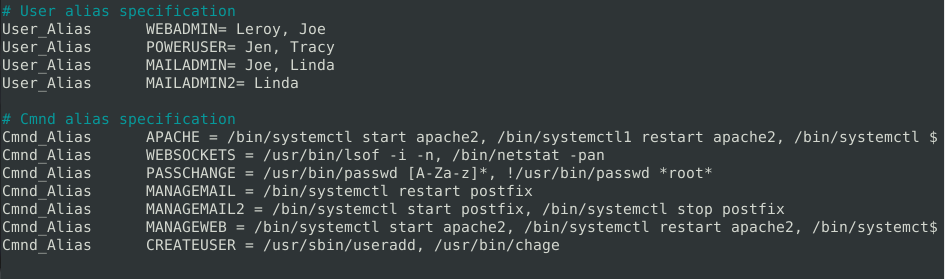 # User alias specification
User_Alias      WEBADMIN= Leroy, Joe
User_Alias      POWERUSER= Jen, Tracy
User_Alias      MAILADMIN= Joe, Linda
User_Alias      MAILADMIN2= Linda
# Cmnd alias specification
Cmnd_Alias      APACHE = /bin/systemctl start apache2, /bin/systemctl1 restart apache2, /bin/systemctl $
Cmnd_Alias      WEBSOCKETS = /usr/bin/lsof -i -n, /bin/netstat -pan
Cmnd_Alias      PASSCHANGE = /usr/bin/passwd [A-Za-z]*, !/usr/bin/passwd *root*
Cmnd_Alias      MANAGEMAIL = /bin/systemctl restart postfix
Cmnd_Alias      MANAGEMAIL2 = /bin/systemctl start postfix, /bin/systemctl stop postfix
Cmnd_Alias      MANAGEWEB = /bin/systemctl start apache2, /bin/systemctl restart apache2, /bin/systemct$
Cmnd_Alias      CREATEUSER = /usr/sbin/useradd, /usr/bin/chage